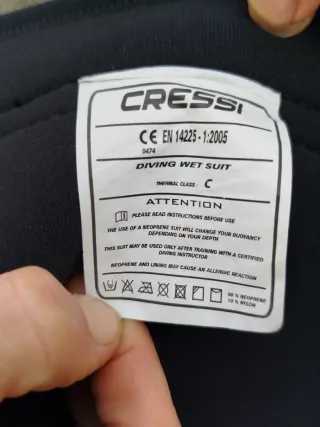 CRESSI
CE EN 14225-1:2005
0474
DIVING WET SUIT
THERMAL CLASS: C
ATTENTION
PLEASE READ INSTRUCTIONS BEFORE USE
THE USE OF A NEOPRENE SUIT WILL CHANGE YOUR BUOYANCY
DEPENDING ON YOUR DEPTH
THIS SUIT MAY BE USED ONLY AFTER TRAINING WITH A CERTIFIED
DIVING INSTRUCTOR
NEOPRENE AND LINING MAY CAUSE AN ALLERGIC REACTION
90 % NEOPRENE
10 % NYLON